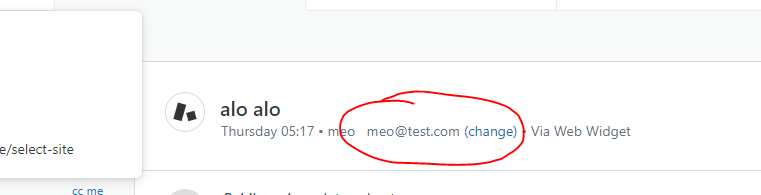 alo alo
Thursday 05:17 • meo meo@test.com (change) • Via Web Widget
e/select-site
cc me